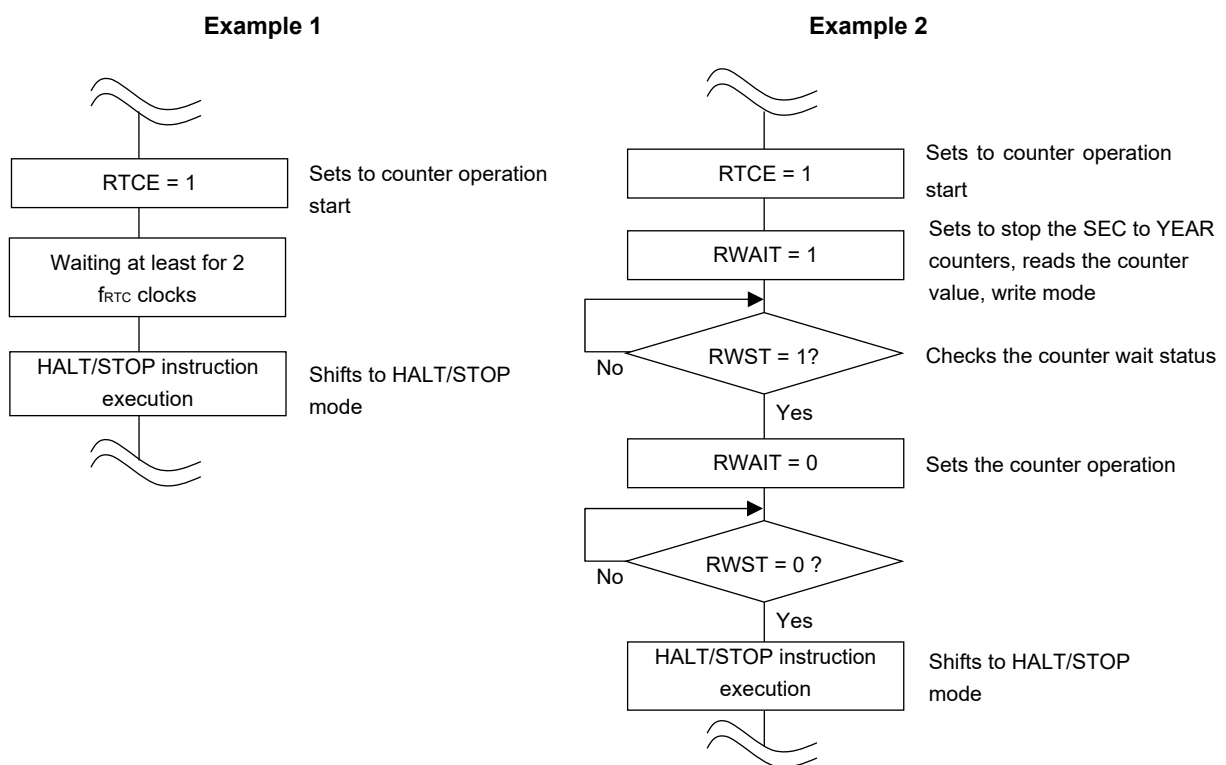 Example 1
RTCE = 1
Sets to counter operation
start
Waiting at least for 2
fRTC clocks
HALT/STOP instruction
execution
Shifts to HALT/STOP
mode
Example 2
RTCE = 1
Sets to counter operation
start
RWAIT = 1
Sets to stop the SEC to YEAR
counters, reads the counter
value, write mode
RWST = 1?
No
Checks the counter wait status
Yes
RWAIT = 0
Sets the counter operation
RWST = 0 ?
No
Yes
HALT/STOP instruction
execution
Shifts to HALT/STOP
mode